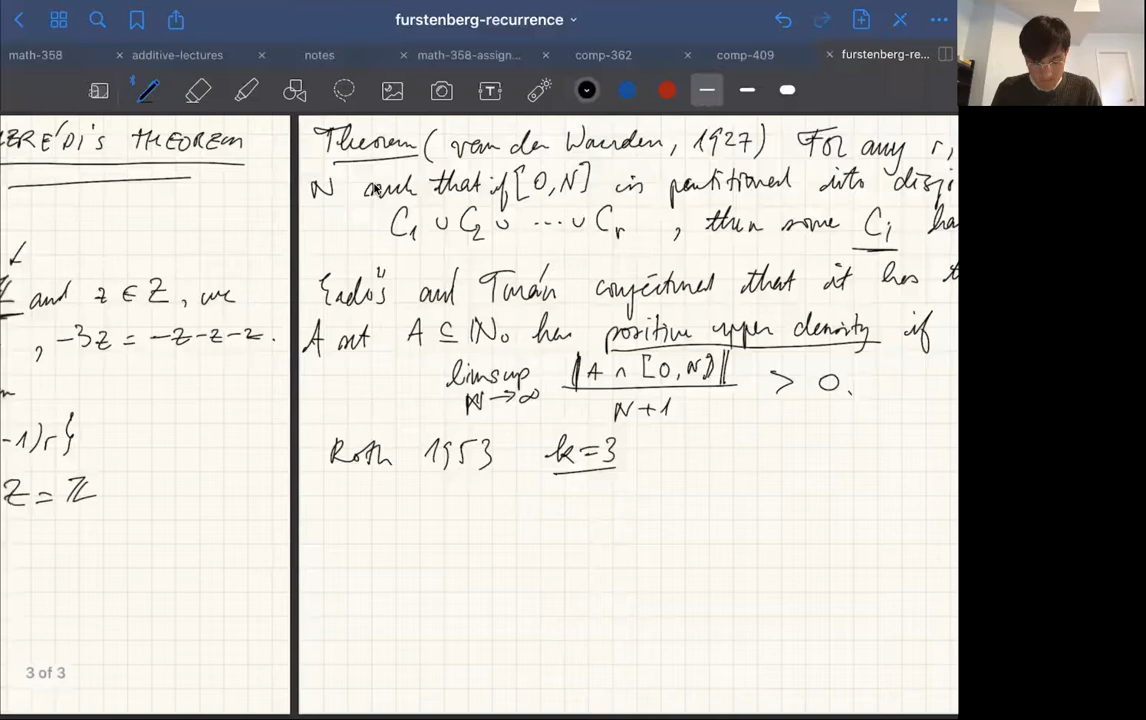 furstenberg-recurrence
math-358
additive-lectures
notes
math-358-assign...
comp-362
comp-409
furstenberg-re...
ERÉDI'S THEOREM
and z ∈ Z, we
, -3z = -z-z-z.
-1)r}
Z = ℤ
3 of 3
Theorem (van der Waerden, 1927) For any r,
N such that if [0,N] is partitioned into disj
C₁ ∪ C₂ ∪ ... ∪ Cᵣ , then some Cᵢ ha
Erdős and Turán conjectured that it has t
A set A ⊆ ℕ₀ has positive upper density if
limsup N→∞ |A ∩ [0,N]| / N+1 > 0.
Roth 1953 k=3